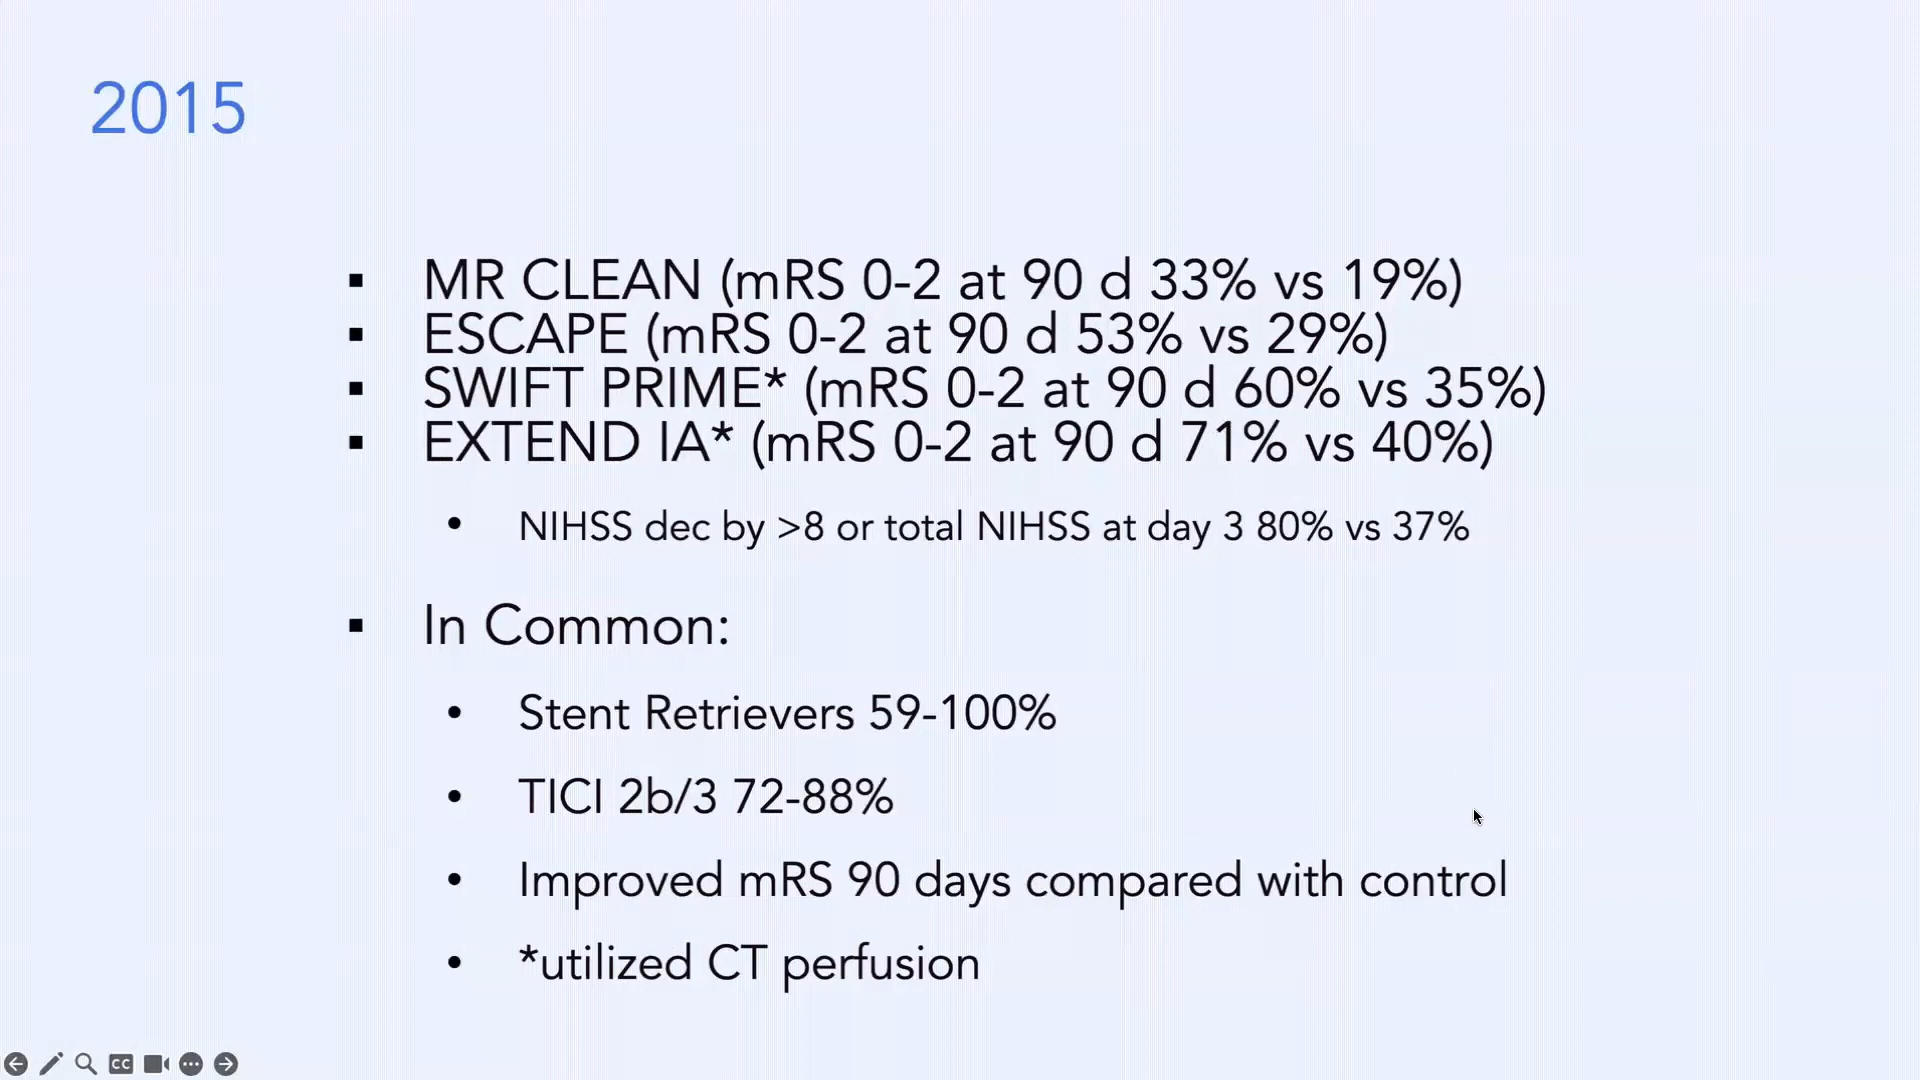 2015
▪ MR CLEAN (mRS 0-2 at 90 d 33% vs 19%)
▪ ESCAPE (mRS 0-2 at 90 d 53% vs 29%)
▪ SWIFT PRIME* (mRS 0-2 at 90 d 60% vs 35%)
▪ EXTEND IA* (mRS 0-2 at 90 d 71% vs 40%)
• NIHSS dec by >8 or total NIHSS at day 3 80% vs 37%
▪ In Common:
• Stent Retrievers 59-100%
• TICI 2b/3 72-88%
• Improved mRS 90 days compared with control
• *utilized CT perfusion
CC